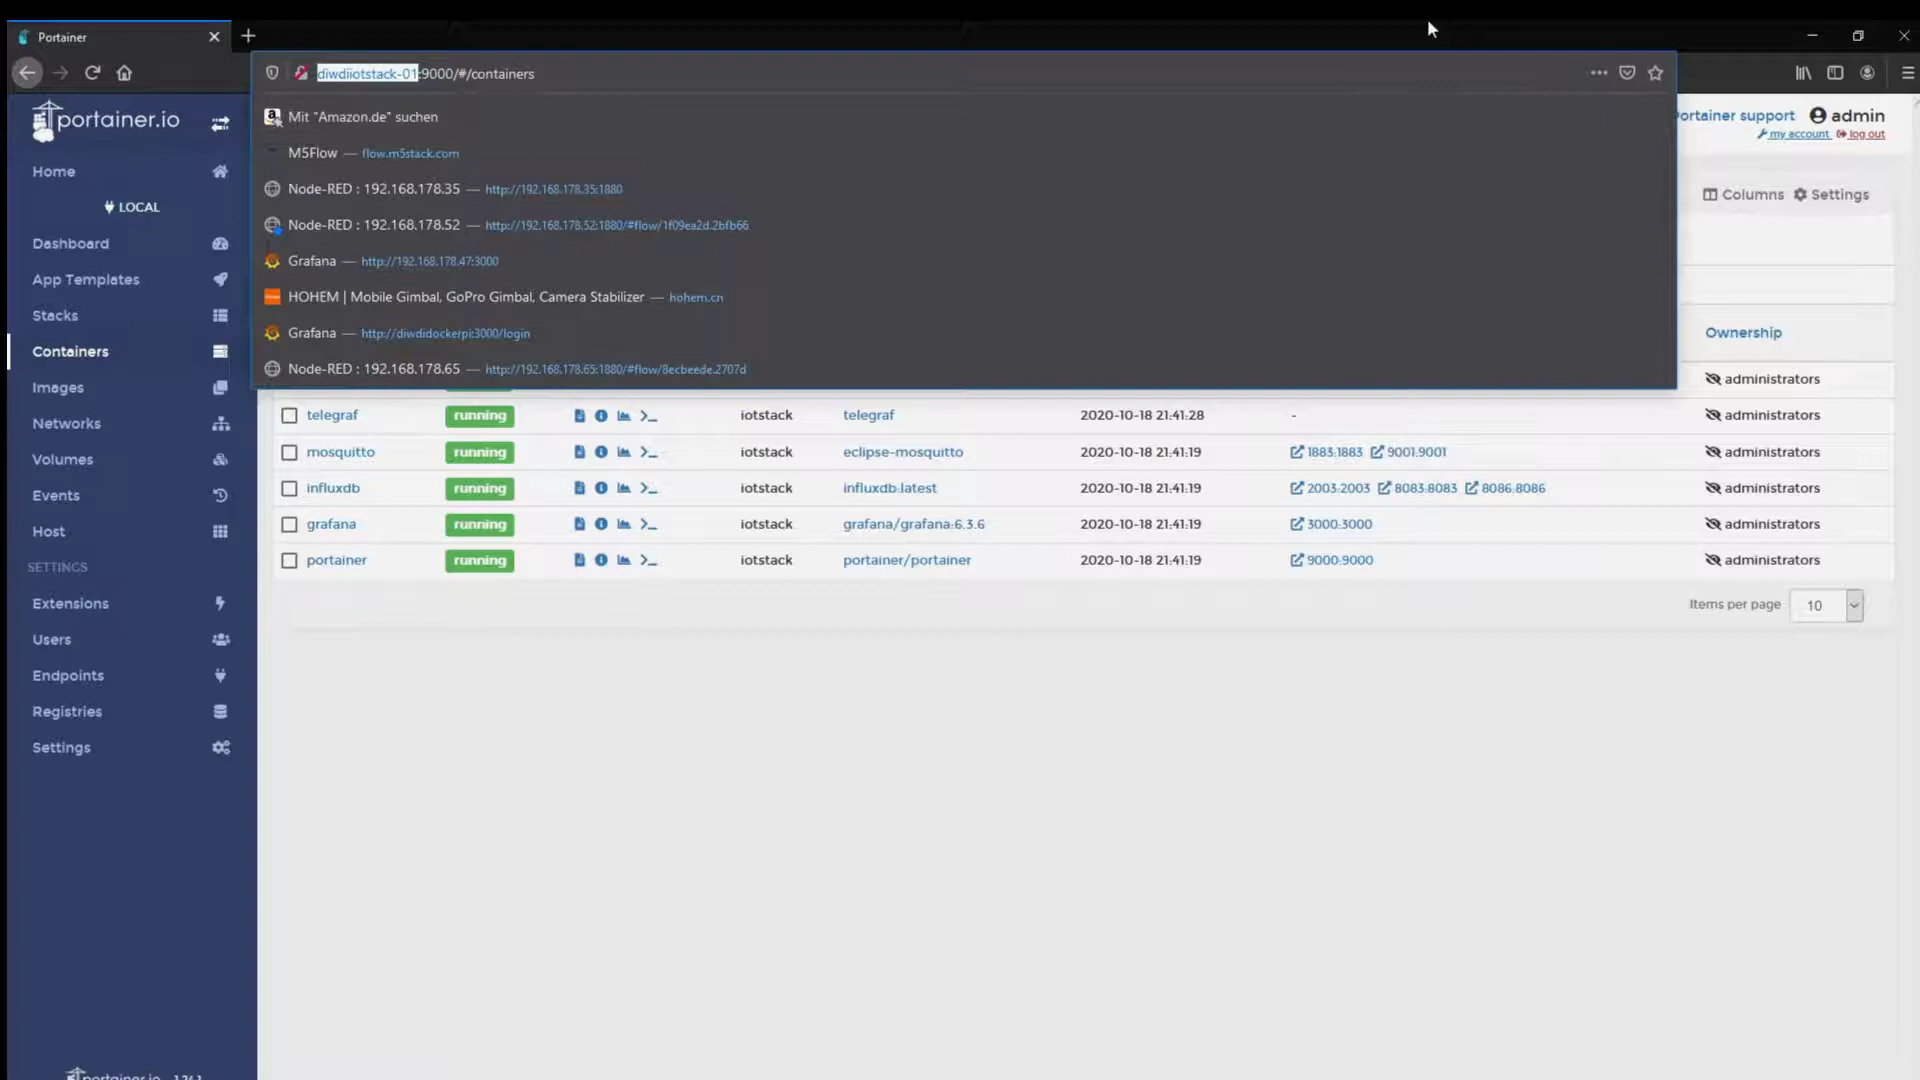 Portainer
diwdiiotstack-01:9000/#/containers
Mit "Amazon.de" suchen
M5Flow — flow.m5stack.com
Node-RED : 192.168.178.35 — http://192.168.178.35:1880
Node-RED : 192.168.178.52 — http://192.168.178.52:1880/#flow/1f09ea2d.2bfb66
Grafana — http://192.168.178.47:3000
HOHEM | Mobile Gimbal, GoPro Gimbal, Camera Stabilizer — hohem.cn
Grafana — http://diwdidockerpi:3000/login
Node-RED : 192.168.178.65 — http://192.168.178.65:1880/#flow/8ecbeede.2707d
portainer.io
ortainer support admin
my account log out
Home
LOCAL
Dashboard
App Templates
Stacks
Containers
Images
Networks
Volumes
Events
Host
SETTINGS
Extensions
Users
Endpoints
Registries
Settings
portainer.io 1.24.1
Columns Settings
Ownership
administrators
telegraf running >_ iotstack telegraf 2020-10-18 21:41:28 - administrators
mosquitto running >_ iotstack eclipse-mosquitto 2020-10-18 21:41:19 1883:1883 9001:9001 administrators
influxdb running >_ iotstack influxdb:latest 2020-10-18 21:41:19 2003:2003 8083:8083 8086:8086 administrators
grafana running >_ iotstack grafana/grafana:6.3.6 2020-10-18 21:41:19 3000:3000 administrators
portainer running >_ iotstack portainer/portainer 2020-10-18 21:41:19 9000:9000 administrators
Items per page 10